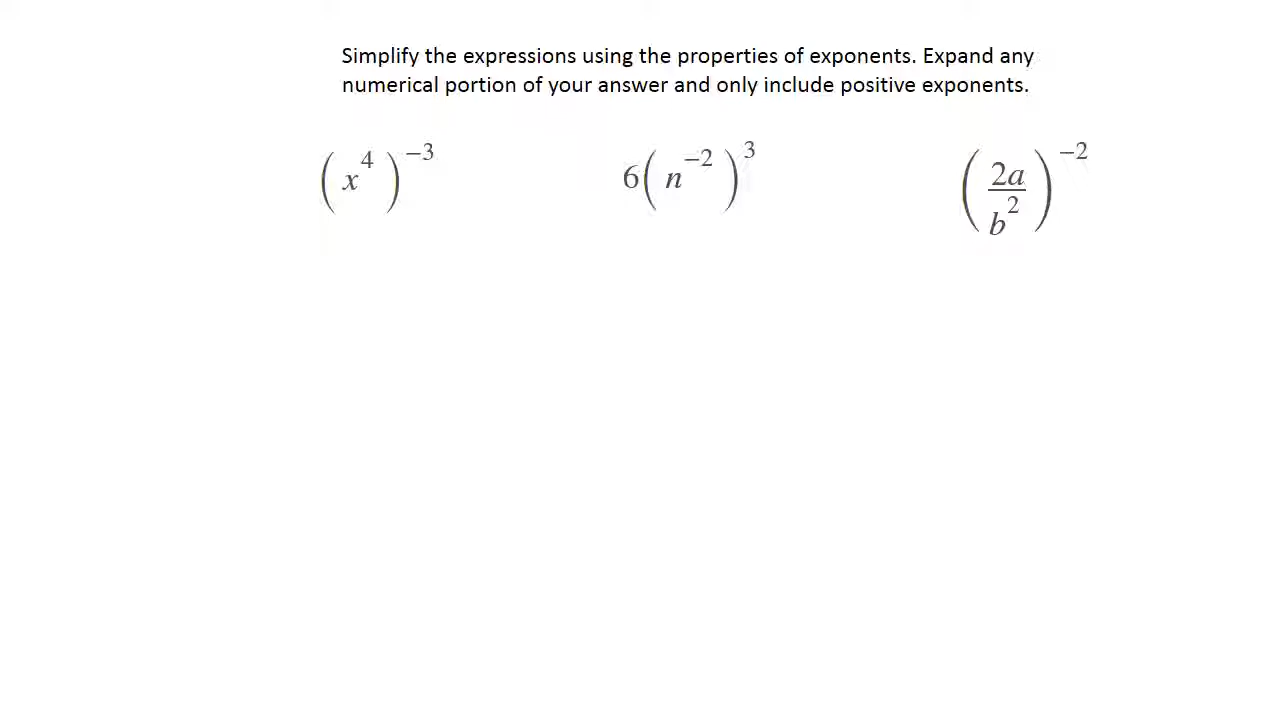 Simplify the expressions using the properties of exponents. Expand any
numerical portion of your answer and only include positive exponents.
(x^4)^−3 6(n^−2)^3 (2a/b^2)^−2